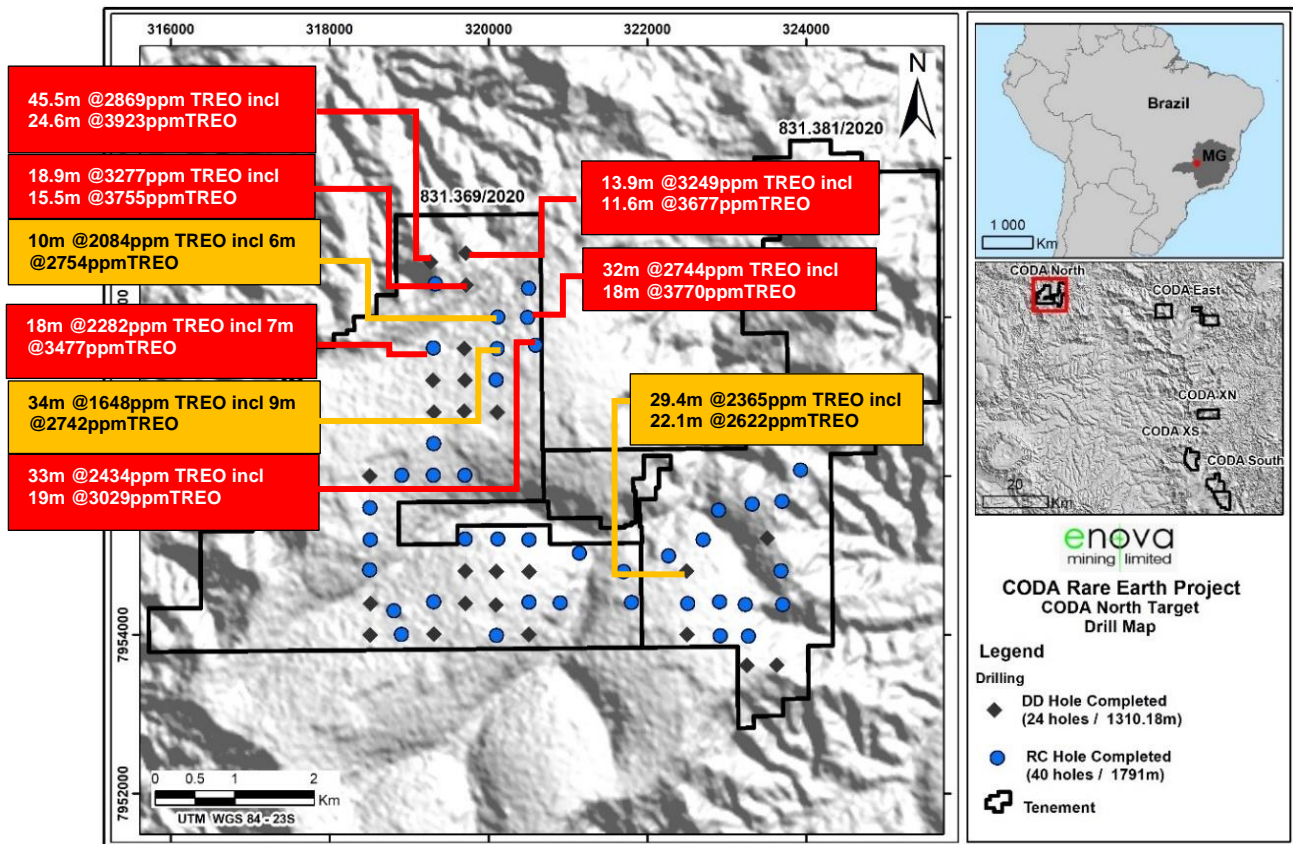 316000
318000
320000
322000
324000
45.5m @2869ppm TREO incl
24.6m @3923ppmTREO
18.9m @3277ppm TREO incl
15.5m @3755ppmTREO
10m @2084ppm TREO incl 6m
@2754ppmTREO
18m @2282ppm TREO incl 7m
@3477ppmTREO
34m @1648ppm TREO incl 9m
@2742ppmTREO
33m @2434ppm TREO incl
19m @3029ppmTREO
831.369/2020
13.9m @3249ppm TREO incl
11.6m @3677ppmTREO
32m @2744ppm TREO incl
18m @3770ppmTREO
29.4m @2365ppm TREO incl
22.1m @2622ppmTREO
831.381/2020
N
7954000
7952000
0 0.5 1 2
Km
UTM WGS 84 - 23S
Brazil
MG
1 000
Km
CODA North
CODA East
CODA XN
CODA XS
CODA South
20
Km
enova
mining limited
CODA Rare Earth Project
CODA North Target
Drill Map
Legend
Drilling
DD Hole Completed
(24 holes / 1310.18m)
RC Hole Completed
(40 holes / 1791m)
Tenement